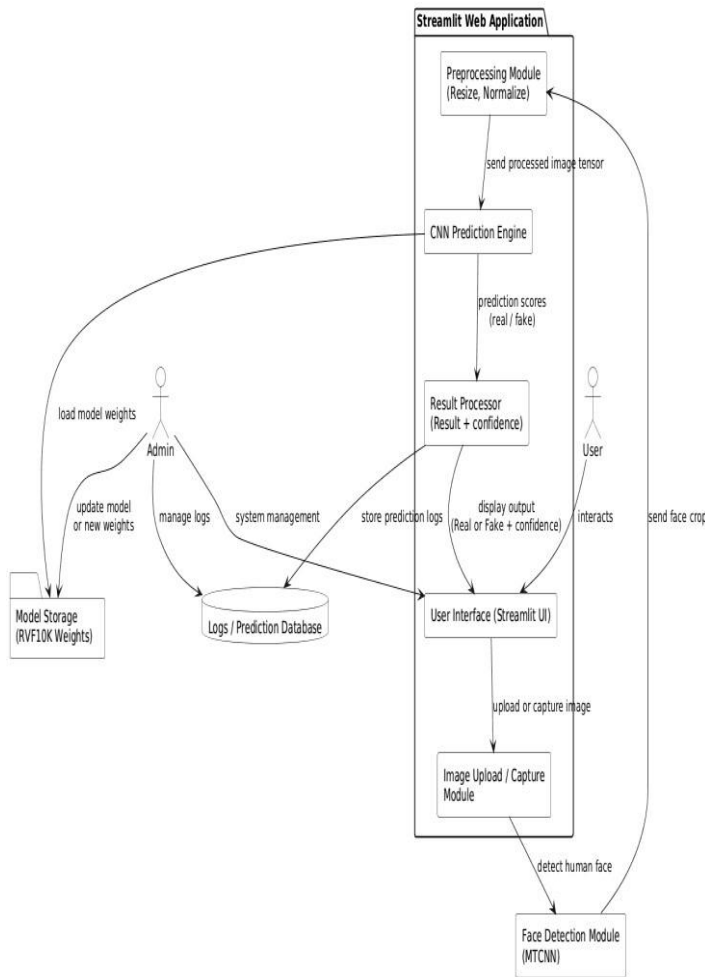 Streamlit Web Application
Preprocessing Module
(Resize, Normalize)
send processed image tensor
CNN Prediction Engine
prediction scores
(real / fake)
Result Processor
(Result + confidence)
load model weights
Admin
User
update model
or new weights
manage logs
system management
store prediction logs
display output
(Real or Fake + confidence)
interacts
send face crop
Model Storage
(RVF10K Weights)
Logs / Prediction Database
User Interface (Streamlit UI)
upload or capture image
Image Upload / Capture
Module
detect human face
Face Detection Module
(MTCNN)